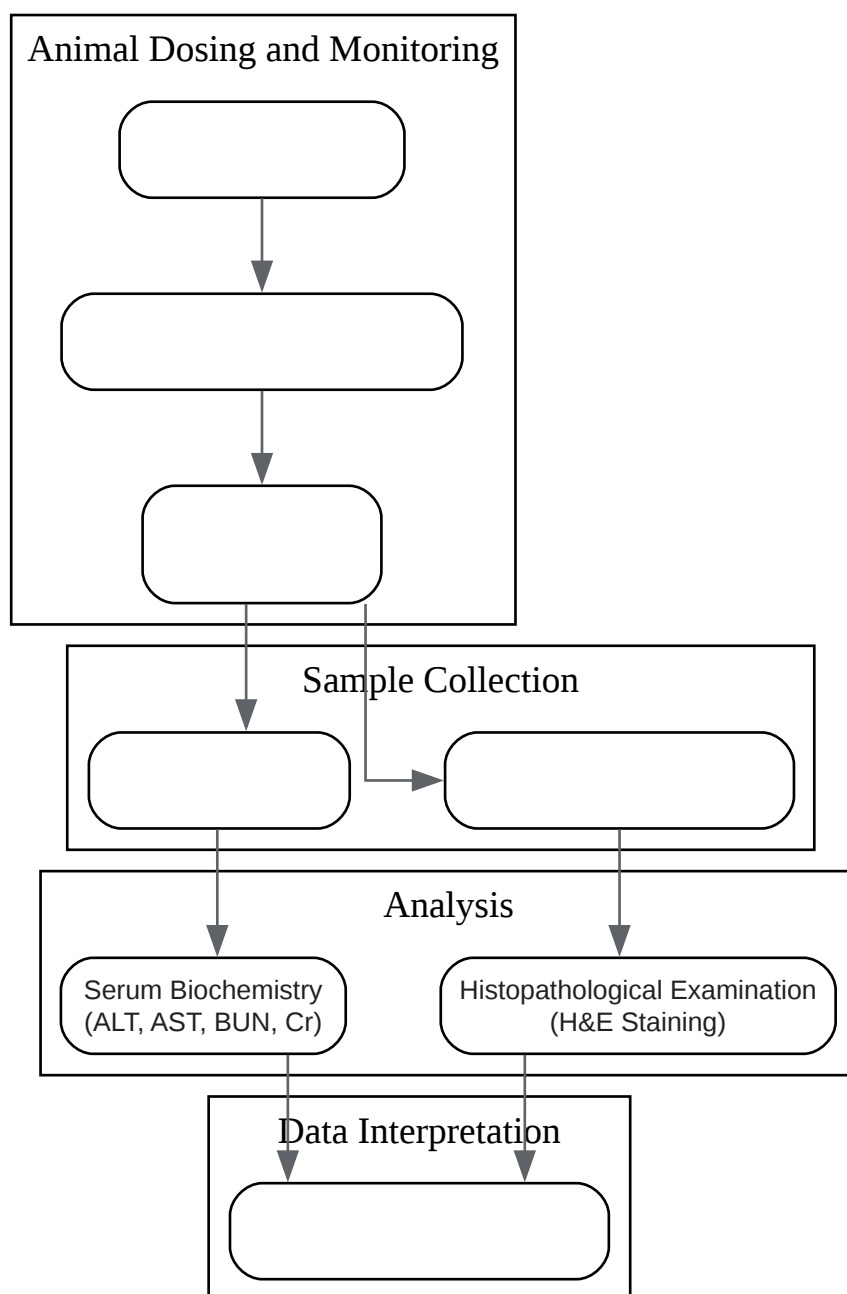 Animal Dosing and Monitoring
Sample Collection
Analysis
Serum Biochemistry
(ALT, AST, BUN, Cr)
Histopathological Examination
(H&E Staining)
Data Interpretation